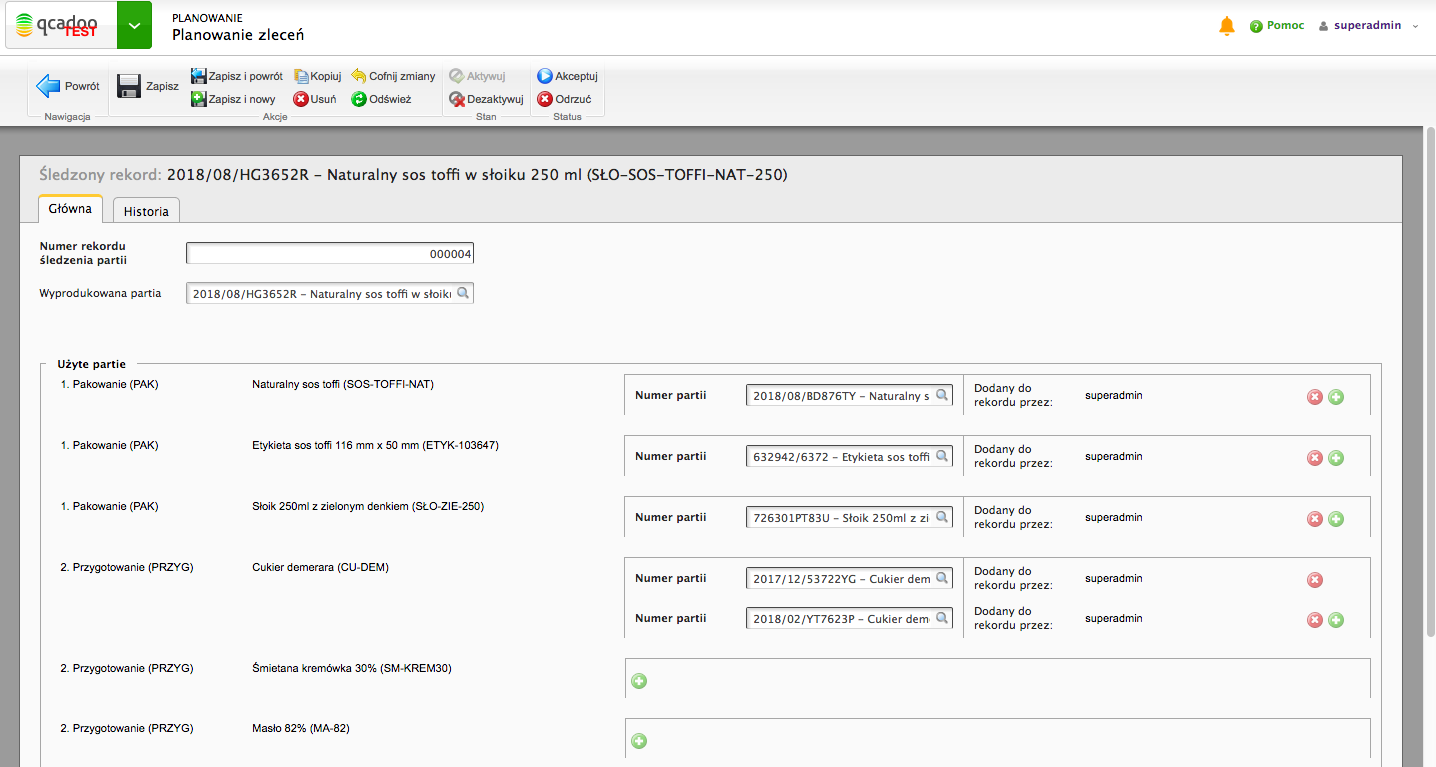 qcadoo
TEST
PLANOWANIE
Planowanie zleceń
Pomoc
superadmin
Powrót
Nawigacja
Zapisz
Zapisz i powrót
Kopiuj
Cofnij zmiany
Zapisz i nowy
Usuń
Odśwież
Akcje
Aktywuj
Dezaktywuj
Stan
Akceptuj
Odrzuć
Status
Śledzony rekord: 2018/08/HG3652R – Naturalny sos toffi w słoiku 250 ml (SŁO-SOS-TOFFI-NAT-250)
Główna
Historia
Numer rekordu
śledzenia partii
000004
Wyprodukowana partia
2018/08/HG3652R – Naturalny sos toffi w słoiku
Użyte partie
1. Pakowanie (PAK)
Naturalny sos toffi (SOS-TOFFI-NAT)
Numer partii
2018/08/BD876TY – Naturalny s
Dodany do
rekordu przez:
superadmin
1. Pakowanie (PAK)
Etykieta sos toffi 116 mm x 50 mm (ETYK-103647)
Numer partii
632942/6372 – Etykieta sos toffi
Dodany do
rekordu przez:
superadmin
1. Pakowanie (PAK)
Słoik 250ml z zielonym denkiem (SŁO-ZIE-250)
Numer partii
726301PT83U – Słoik 250ml z zi
Dodany do
rekordu przez:
superadmin
2. Przygotowanie (PRZYG)
Cukier demerara (CU-DEM)
Numer partii
2017/12/53722YG – Cukier dem
Dodany do
rekordu przez:
superadmin
Numer partii
2018/02/YT7623P – Cukier dem
Dodany do
rekordu przez:
superadmin
2. Przygotowanie (PRZYG)
Śmietana kremówka 30% (SM-KREM30)
2. Przygotowanie (PRZYG)
Masło 82% (MA-82)